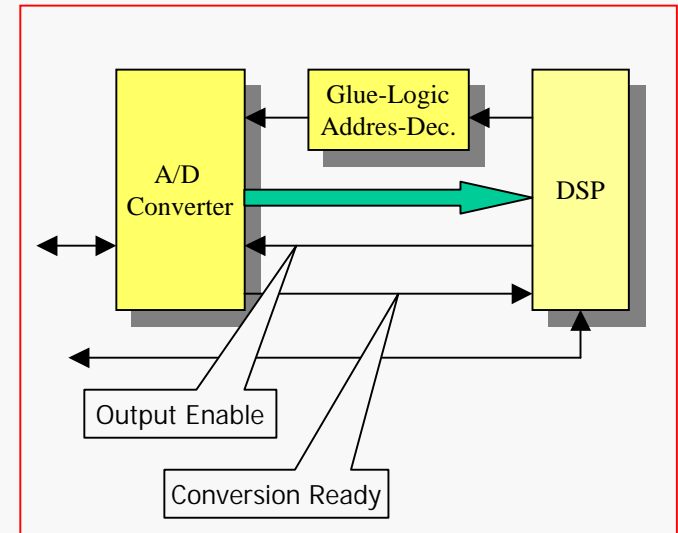 Glue-Logic
Addres-Dec.
A/D
Converter
DSP
Output Enable
Conversion Ready